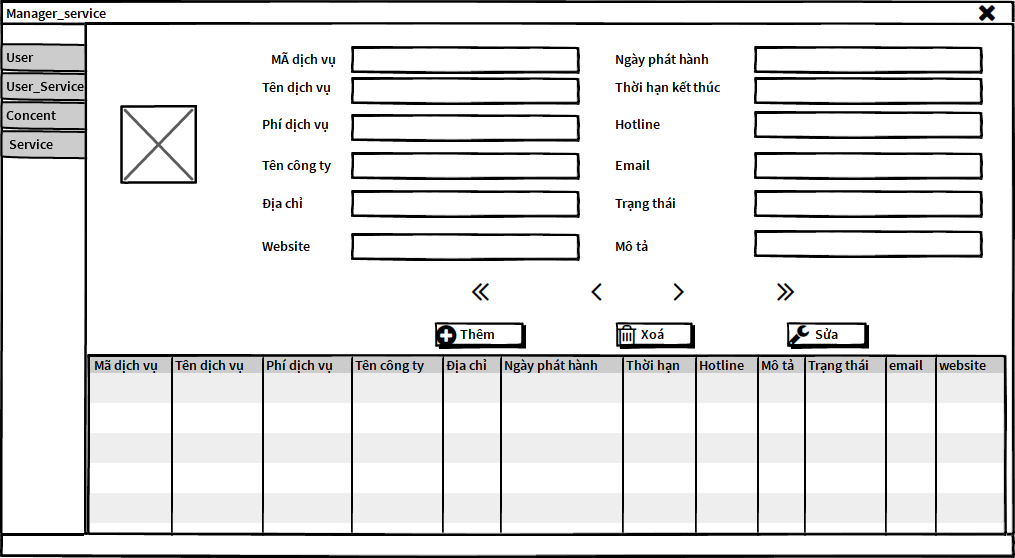 Manager_service
User
User_Service
Concent
Service
MÃ dịch vụ
Tên dịch vụ
Phí dịch vụ
Tên công ty
Địa chỉ
Website
Ngày phát hành
Thời hạn kết thúc
Hotline
Email
Trạng thái
Mô tả
Thêm
Xoá
Sửa
Mã dịch vụ Tên dịch vụ Phí dịch vụ Tên công ty Địa chỉ Ngày phát hành Thời hạn Hotline Mô tả Trạng thái email website